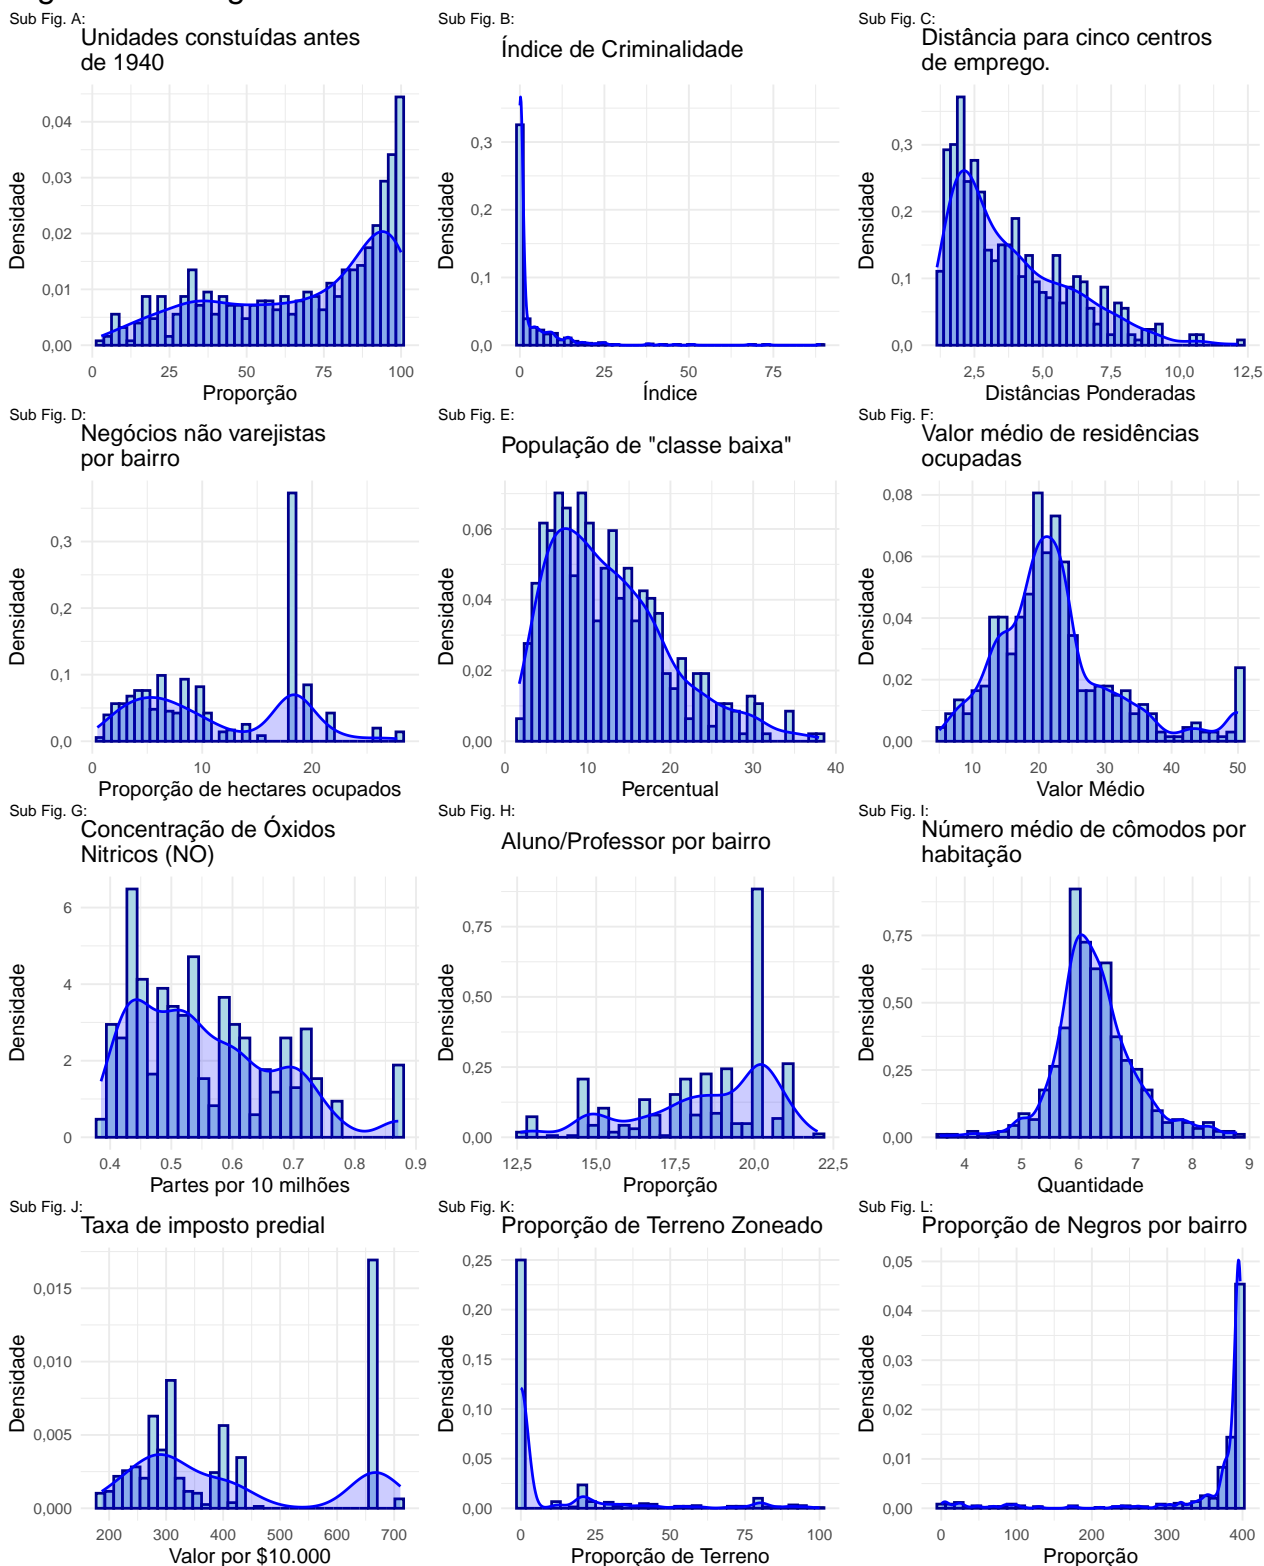 Sub Fig. A:
Unidades constuídas antes
de 1940
Densidade
0,04
0,03
0,02
0,01
0,00
0 25 50 75 100
Proporção
Sub Fig. B:
Índice de Criminalidade
Densidade
0,3
0,2
0,1
0,0
0 25 50 75
Índice
Sub Fig. C:
Distância para cinco centros
de emprego.
Densidade
0,3
0,2
0,1
0,0
2,5 5,0 7,5 10,0 12,5
Distâncias Ponderadas
Sub Fig. D:
Negócios não varejistas
por bairro
Densidade
0,3
0,2
0,1
0,0
0 10 20
Proporção de hectares ocupados
Sub Fig. E:
População de "classe baixa"
Densidade
0,06
0,04
0,02
0,00
0 10 20 30 40
Percentual
Sub Fig. F:
Valor médio de residências
ocupadas
Densidade
0,08
0,06
0,04
0,02
0,00
10 20 30 40 50
Valor Médio
Sub Fig. G:
Concentração de Óxidos
Nitricos (NO)
Densidade
6
4
2
0
0.4 0.5 0.6 0.7 0.8 0.9
Partes por 10 milhões
Sub Fig. H:
Aluno/Professor por bairro
Densidade
0,75
0,50
0,25
0,00
12,5 15,0 17,5 20,0 22,5
Proporção
Sub Fig. I:
Número médio de cômodos por
habitação
Densidade
0,75
0,50
0,25
0,00
4 5 6 7 8 9
Quantidade
Sub Fig. J:
Taxa de imposto predial
Densidade
0,015
0,010
0,005
0,000
200 300 400 500 600 700
Valor por $10.000
Sub Fig. K:
Proporção de Terreno Zoneado
Densidade
0,25
0,20
0,15
0,10
0,05
0,00
0 25 50 75 100
Proporção de Terreno
Sub Fig. L:
Proporção de Negros por bairro
Densidade
0,05
0,04
0,03
0,02
0,01
0,00
0 100 200 300 400
Proporção